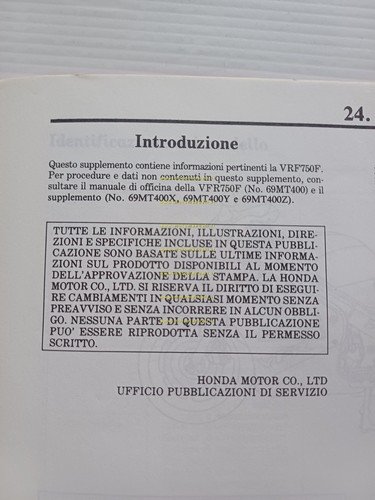 24.
Introduzione
Questo supplemento contiene informazioni pertinenti la VRF750F.
Per procedure e dati non contenuti in questo supplemento, con-
sultare il manuale di officina della VFR750F (No. 69MT400) e il
supplemento (No. 69MT400X, 69MT400Y e 69MT400Z).
TUTTE LE INFORMAZIONI, ILLUSTRAZIONI, DIRE-
ZIONI E SPECIFICHE INCLUSE IN QUESTA PUBBLI-
CAZIONE SONO BASATE SULLE ULTIME INFORMA-
ZIONI SUL PRODOTTO DISPONIBILI AL MOMENTO
DELL'APPROVAZIONE DELLA STAMPA. LA HONDA
MOTOR CO., LTD. SI RISERVA IL DIRITTO DI ESEGUI-
RE CAMBIAMENTI IN QUALSIASI MOMENTO SENZA
PREAVVISO E SENZA INCORRERE IN ALCUN OBBLI-
GO. NESSUNA PARTE DI QUESTA PUBBLICAZIONE
PUO' ESSERE RIPRODOTTA SENZA IL PERMESSO
SCRITTO.
HONDA MOTOR CO., LTD
UFFICIO PUBBLICAZIONI DI SERVIZIO